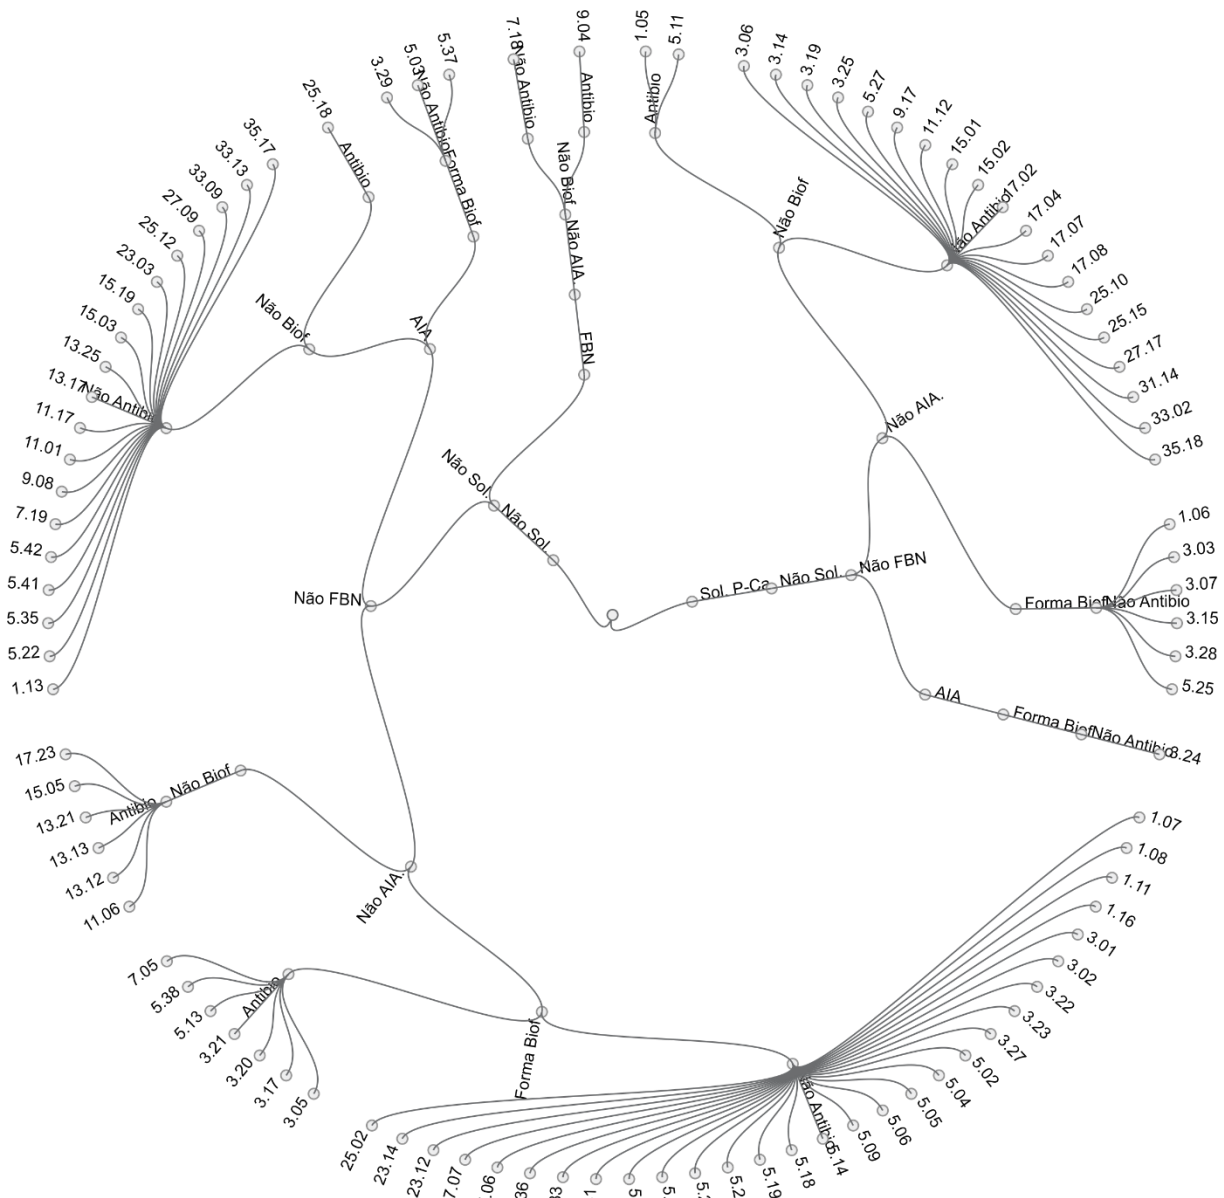 9.04
1.05
5.11
7.18
Não Antibio
Antibio
5.37
5.03
3.29
Não Antibio
Forma Biof
25.18
Antibio
35.17
33.13
33.09
27.09
25.12
23.03
15.19
15.03
13.25
13.17
Não Antibio
11.17
11.01
9.08
7.19
5.42
5.41
5.35
5.22
1.13
Não Biof
AIA
Não Biof
Não AIA.
FBN
Antibio
Não Biof
3.06
3.14
3.19
3.25
5.27
9.17
11.12
15.01
15.02
17.02
Não Antibio
17.04
17.07
17.08
25.10
25.15
27.17
31.14
33.02
35.18
Não AIA.
Não Sol.
Não Sol.
Sol. P-Ca
Não Sol.
Não FBN
Não FBN
1.06
3.03
3.07
Forma Biof
Não Antibio
3.15
3.28
5.25
AIA
Forma Biof
Não Antibio
3.24
17.23
15.05
13.21
13.13
13.12
11.06
Antibio
Não Biof
Não AIA.
7.05
5.38
5.13
3.21
3.20
3.17
3.05
Antibio
Forma Biof
Não Antibio
1.07
1.08
1.11
1.16
3.01
3.02
3.22
3.23
3.27
5.02
5.04
5.05
5.06
5.09
5.14
5.18
5.19
25.02
23.14
23.12